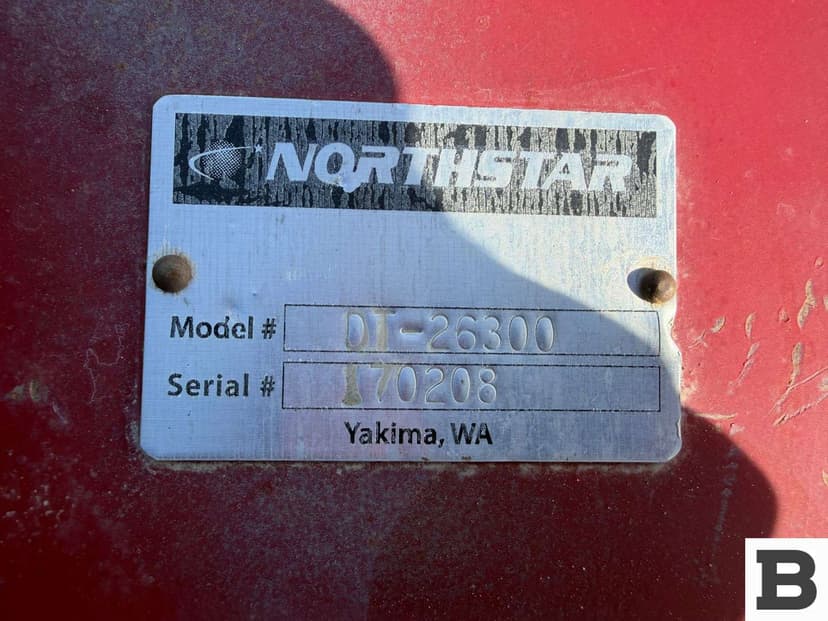 NORTHSTAR
Model # DT-26300
Serial # 170208
Yakima, WA
B